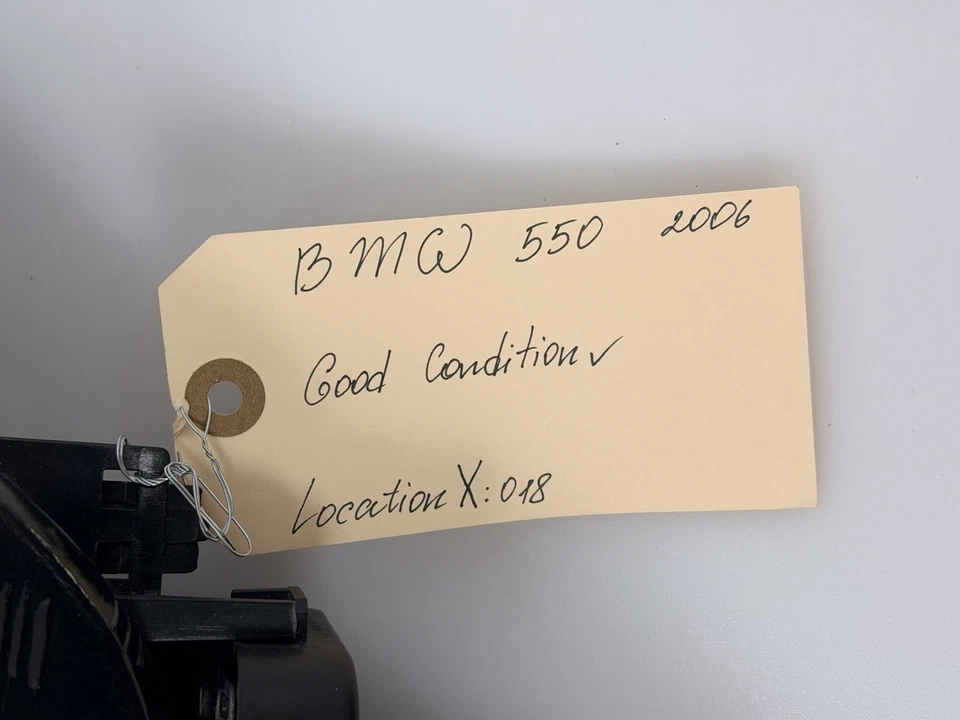 BMW 550 2006
Good Condition ✓
Location X:018